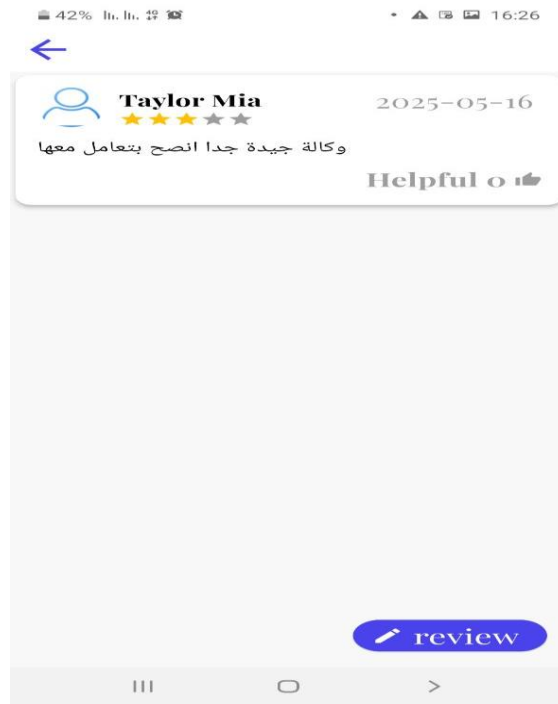 42% 16:26
Taylor Mia 2025-05-16
وكالة جيدة جدا انصح بتعامل معها
Helpful 0
review